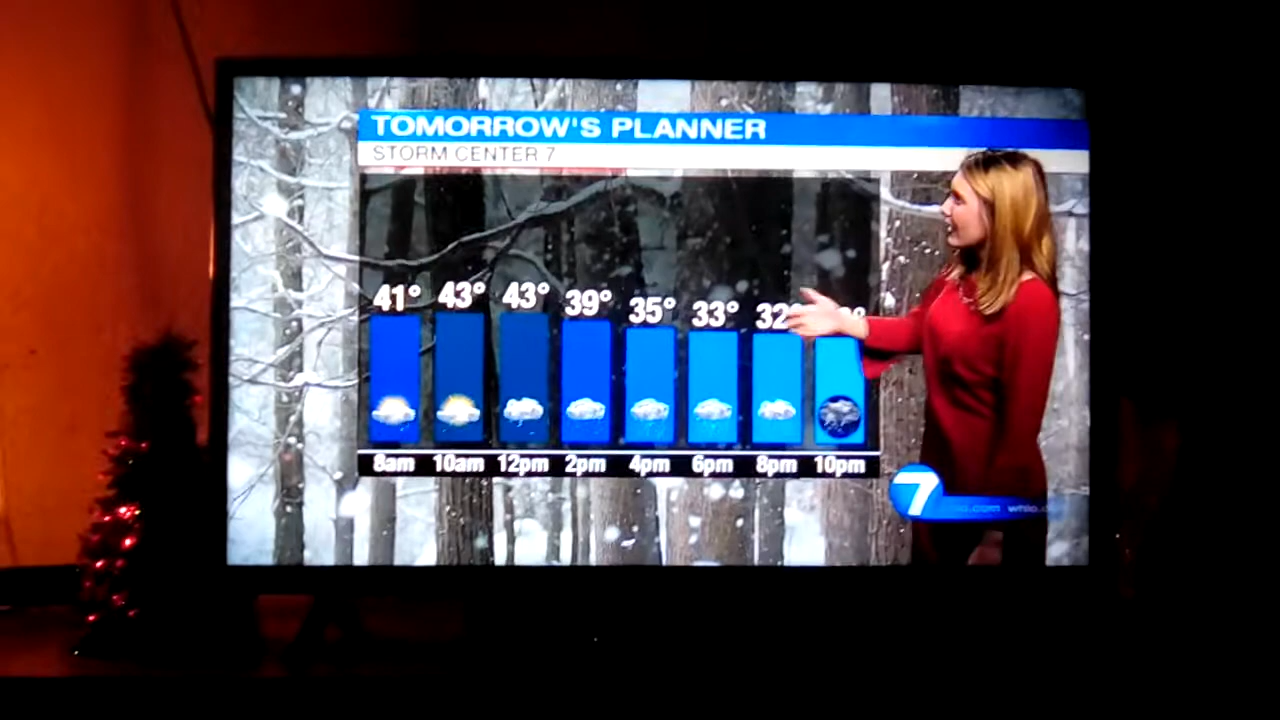 TOMORROW'S PLANNER
STORM CENTER 7
41° 43° 43° 39° 35° 33° 32
8am 10am 12pm 2pm 4pm 6pm 8pm 10pm
7